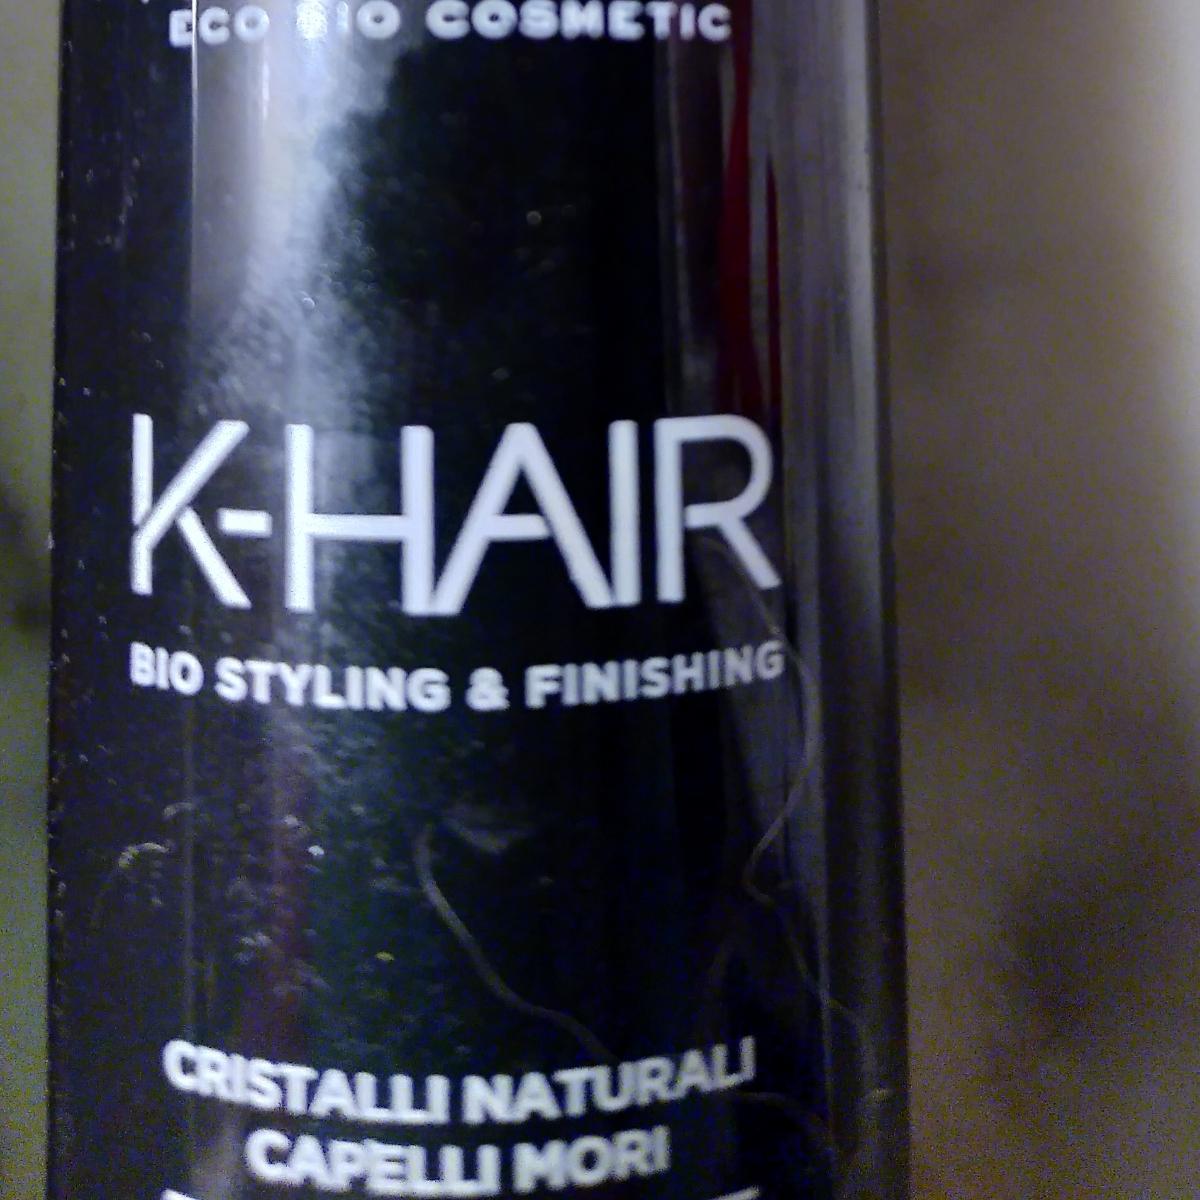 ECO BIO COSMETIC
K-HAIR
BIO STYLING & FINISHING
CRISTALLI NATURALI
CAPELLI MORI